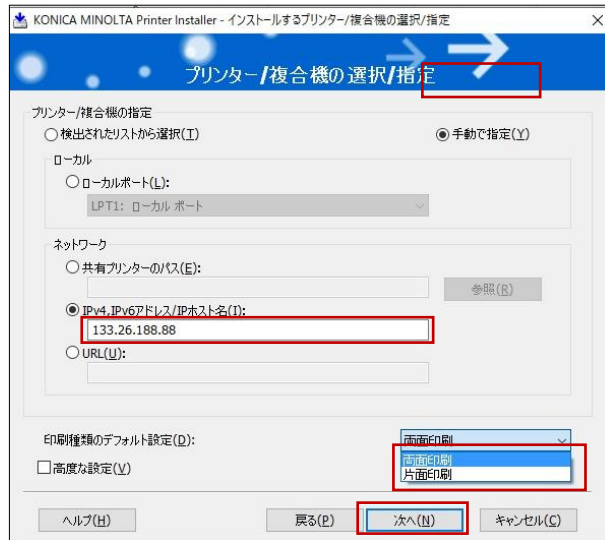 KONICA MINOLTA Printer Installer - インストールするプリンター/複合機の選択/指定
プリンター/複合機の選択/指定
プリンター/複合機の指定
検出されたリストから選択(T)
手動で指定(Y)
ローカル
ローカルポート(L):
LPT1: ローカル ポート
ネットワーク
共有プリンターのパス(E):
参照(R)
IPv4,IPv6アドレス/IPホスト名(I):
133.26.188.88
URL(U):
印刷種類のデフォルト設定(D):
両面印刷
両面印刷
片面印刷
高度な設定(V)
ヘルプ(H)
戻る(P)
次へ(N)
キャンセル(C)